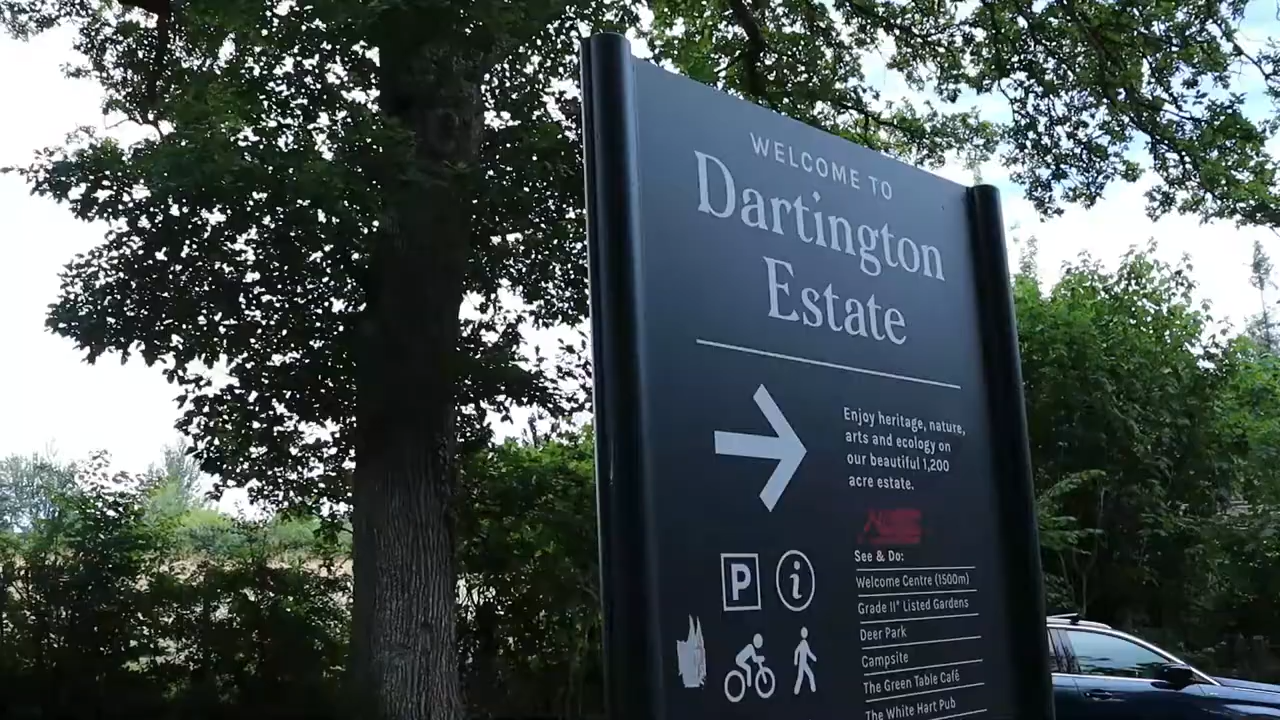 WELCOME TO
Dartington
Estate
Enjoy heritage, nature,
arts and ecology on
our beautiful 1,200
acre estate.
P
i
See & Do:
Welcome Centre (1500m)
Grade II* Listed Gardens
Deer Park
Campsite
The Green Table Café
The White Hart Pub